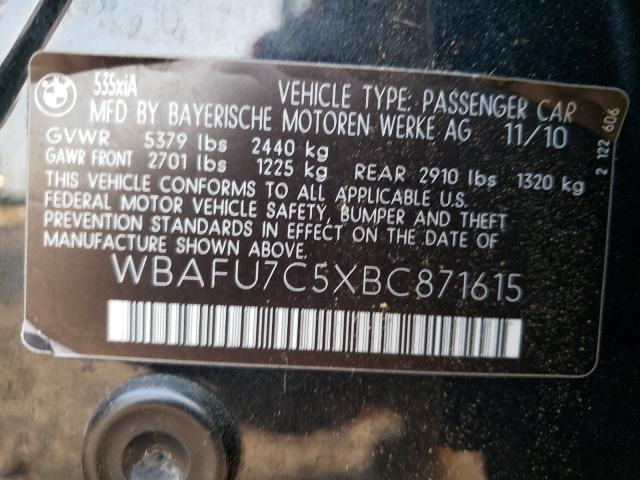 535xiA
VEHICLE TYPE: PASSENGER CAR
MFD BY BAYERISCHE MOTOREN WERKE AG 11/10
GVWR 5379 lbs 2440 kg
GAWR FRONT 2701 lbs 1225 kg REAR 2910 lbs 1320 kg
THIS VEHICLE CONFORMS TO ALL APPLICABLE U.S.
FEDERAL MOTOR VEHICLE SAFETY, BUMPER AND THEFT
PREVENTION STANDARDS IN EFFECT ON THE DATE OF
MANUFACTURE SHOWN ABOVE.
WBAFU7C5XBC871615
2 122 606